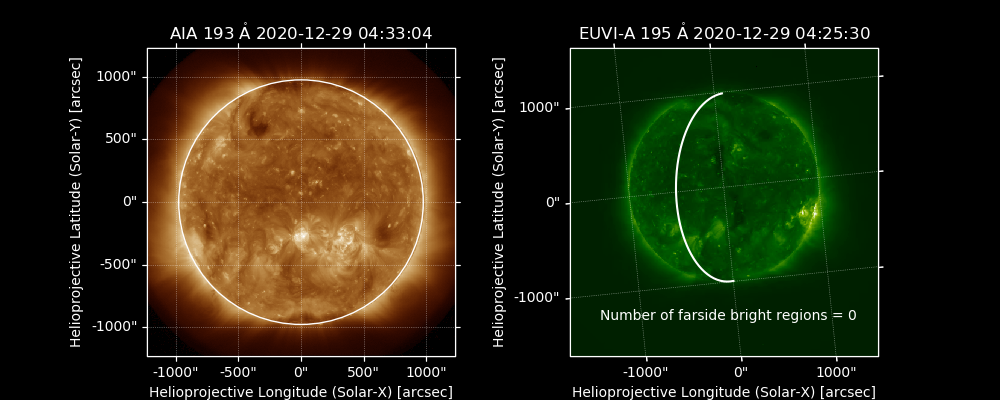 AIA 193 Å 2020-12-29 04:33:04
Helioprojective Latitude (Solar-Y) [arcsec]
1000"
500"
0"
-500"
-1000"
-1000"
-500"
0"
500"
1000"
Helioprojective Longitude (Solar-X) [arcsec]
EUVI-A 195 Å 2020-12-29 04:25:30
Helioprojective Latitude (Solar-Y) [arcsec]
1000"
0"
-1000"
Number of farside bright regions = 0
-1000"
0"
1000"
Helioprojective Longitude (Solar-X) [arcsec]